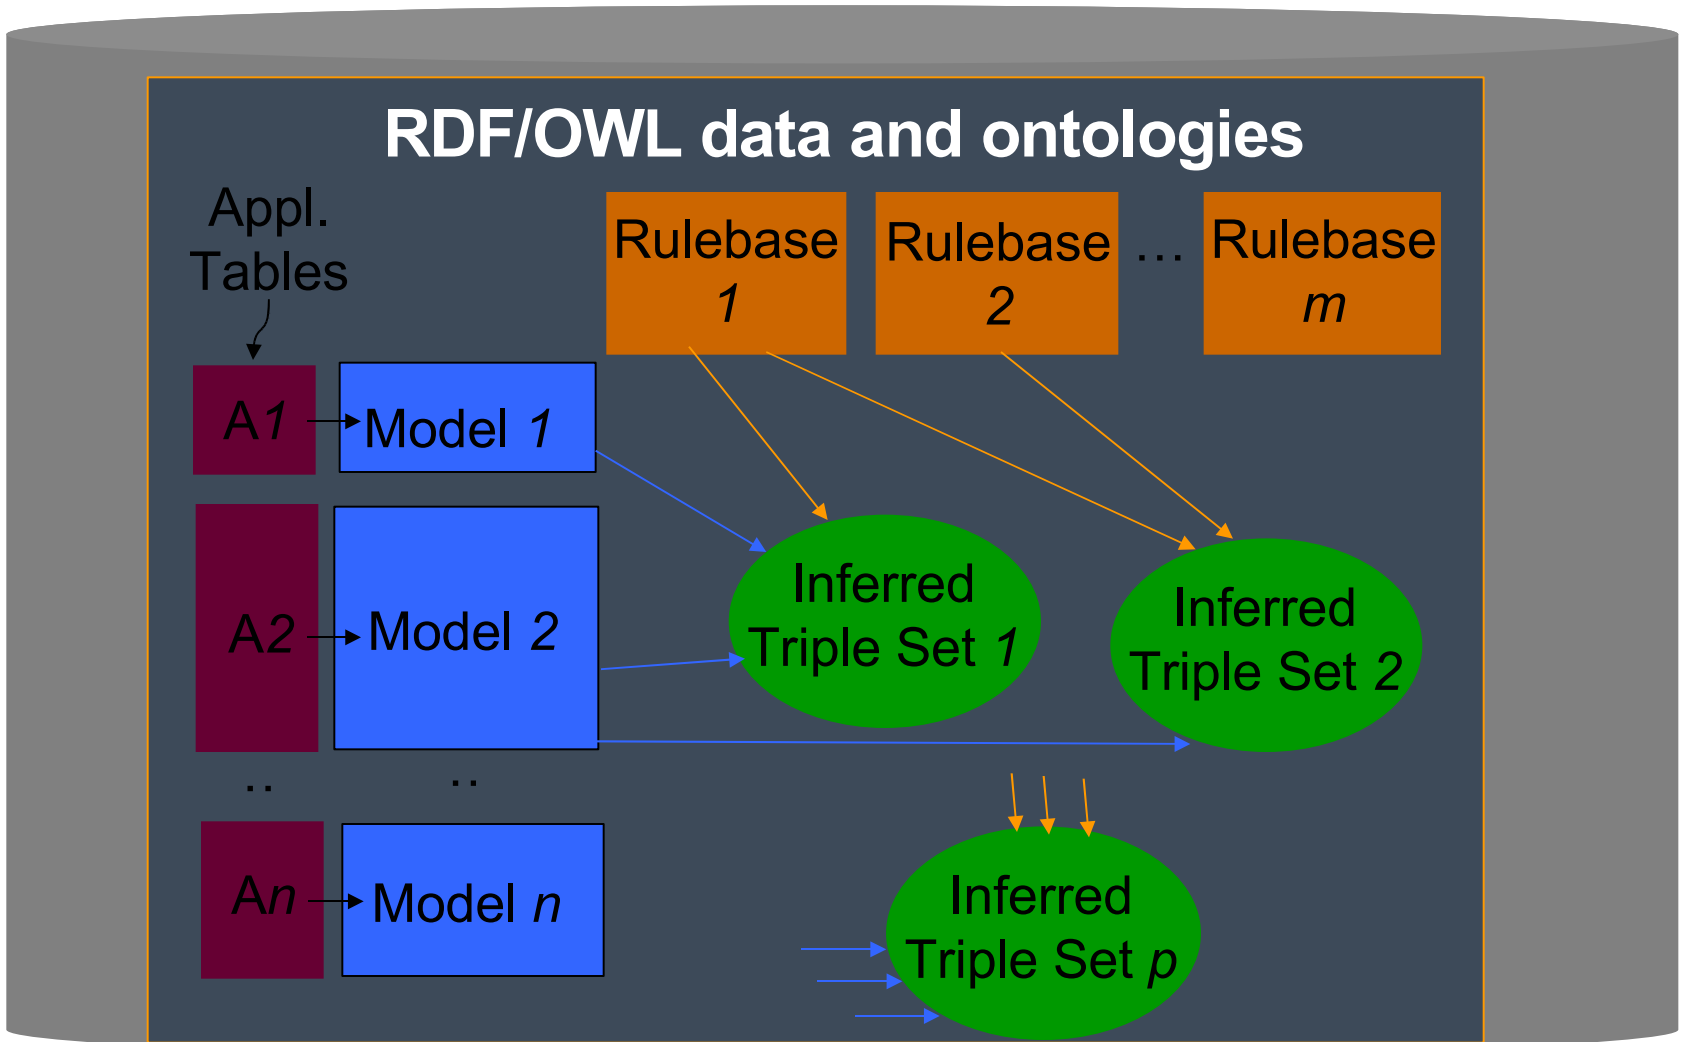 RDF/OWL data and ontologies
Appl.
Tables
Rulebase
1
Rulebase
2
...
Rulebase
m
A1
Model 1
A2
Model 2
Inferred
Triple Set 1
Inferred
Triple Set 2
..
..
An
Model n
Inferred
Triple Set p